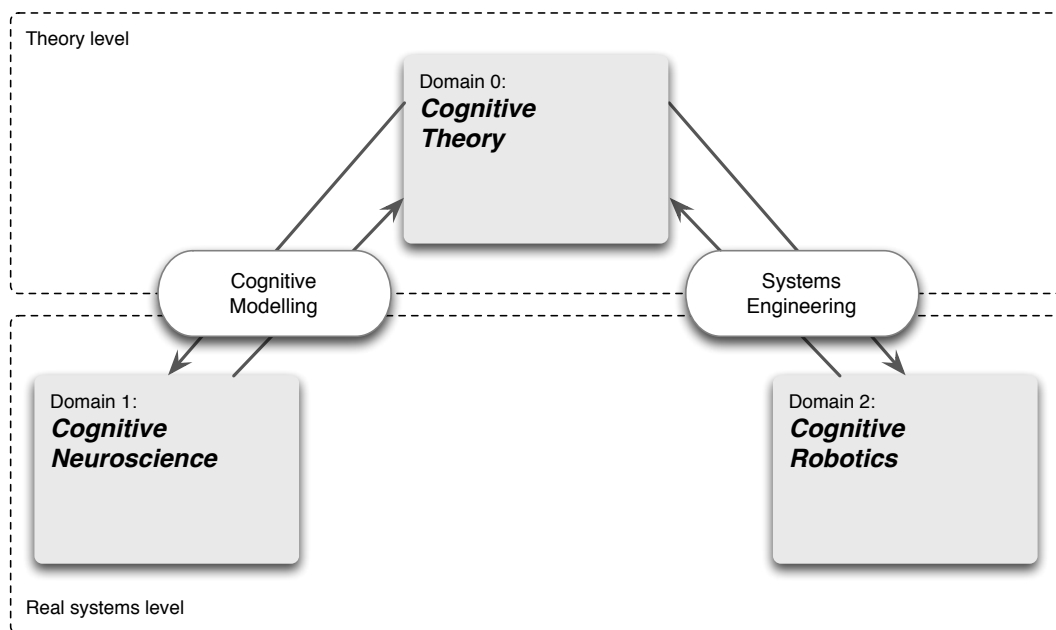 Theory level
Domain 0:
Cognitive
Theory
Cognitive
Modelling
Systems
Engineering
Domain 1:
Cognitive
Neuroscience
Domain 2:
Cognitive
Robotics
Real systems level